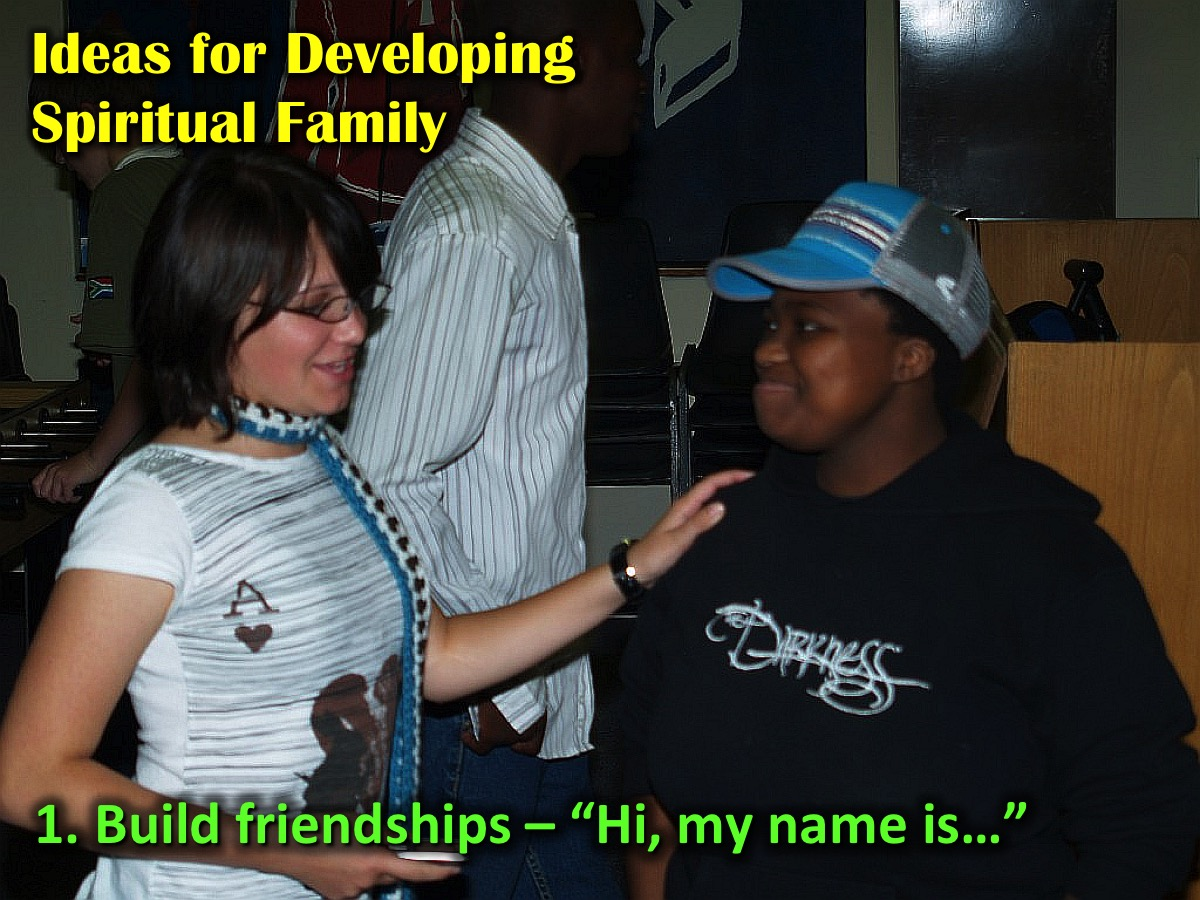 Ideas for Developing
Spiritual Family
A
Darkness
1. Build friendships – “Hi, my name is…”